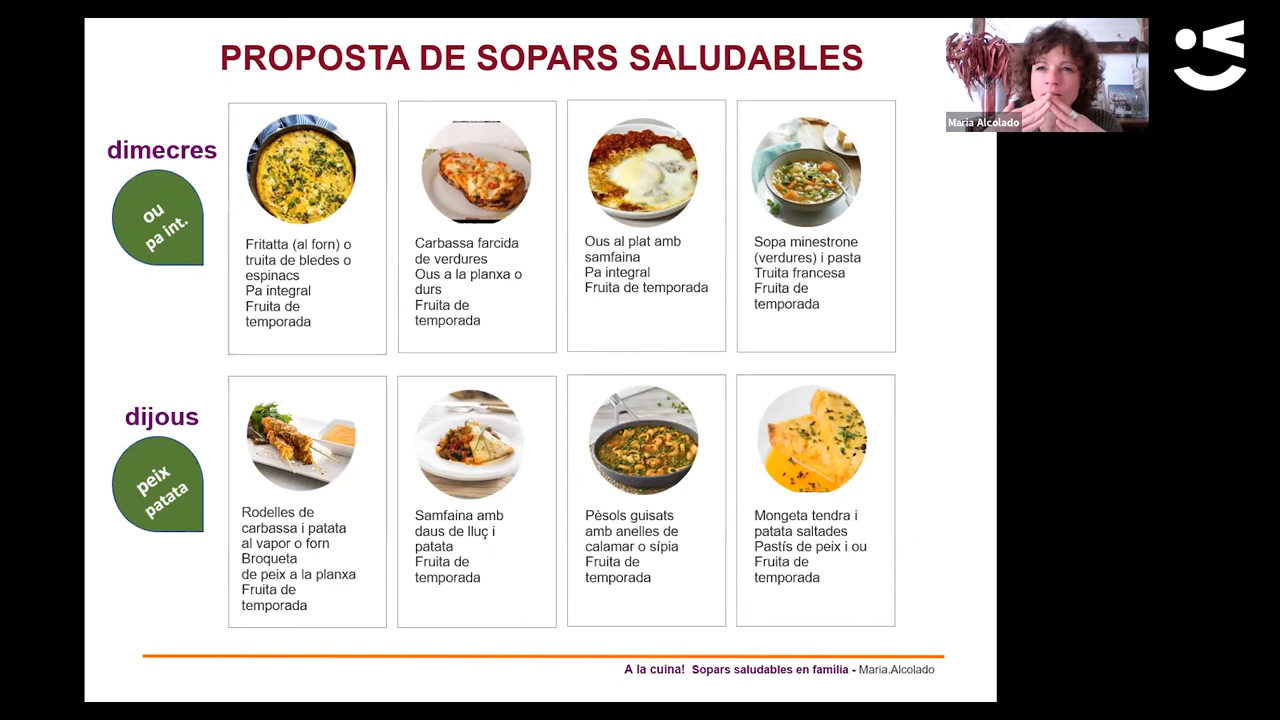 PROPOSTA DE SOPARS SALUDABLES
Maria Alcolado
dimecres
ou
pa int.
Fritatta (al forn) o
truita de bledes o
espinacs
Pa integral
Fruita de
temporada
Carbassa farcida
de verdures
Ous a la planxa o
durs
Fruita de
temporada
Ous al plat amb
samfaina
Pa integral
Fruita de temporada
Sopa minestrone
(verdures) i pasta
Truita francesa
Fruita de
temporada
dijous
peix
patata
Rodelles de
carbassa i patata
al vapor o forn
Broqueta
de peix a la planxa
Fruita de
temporada
Samfaina amb
daus de lluç i
patata
Fruita de
temporada
Pèsols guisats
amb anelles de
calamar o sípia
Fruita de
temporada
Mongeta tendra i
patata saltades
Pastís de peix i ou
Fruita de
temporada
A la cuina! Sopars saludables en familia - Maria.Alcolado